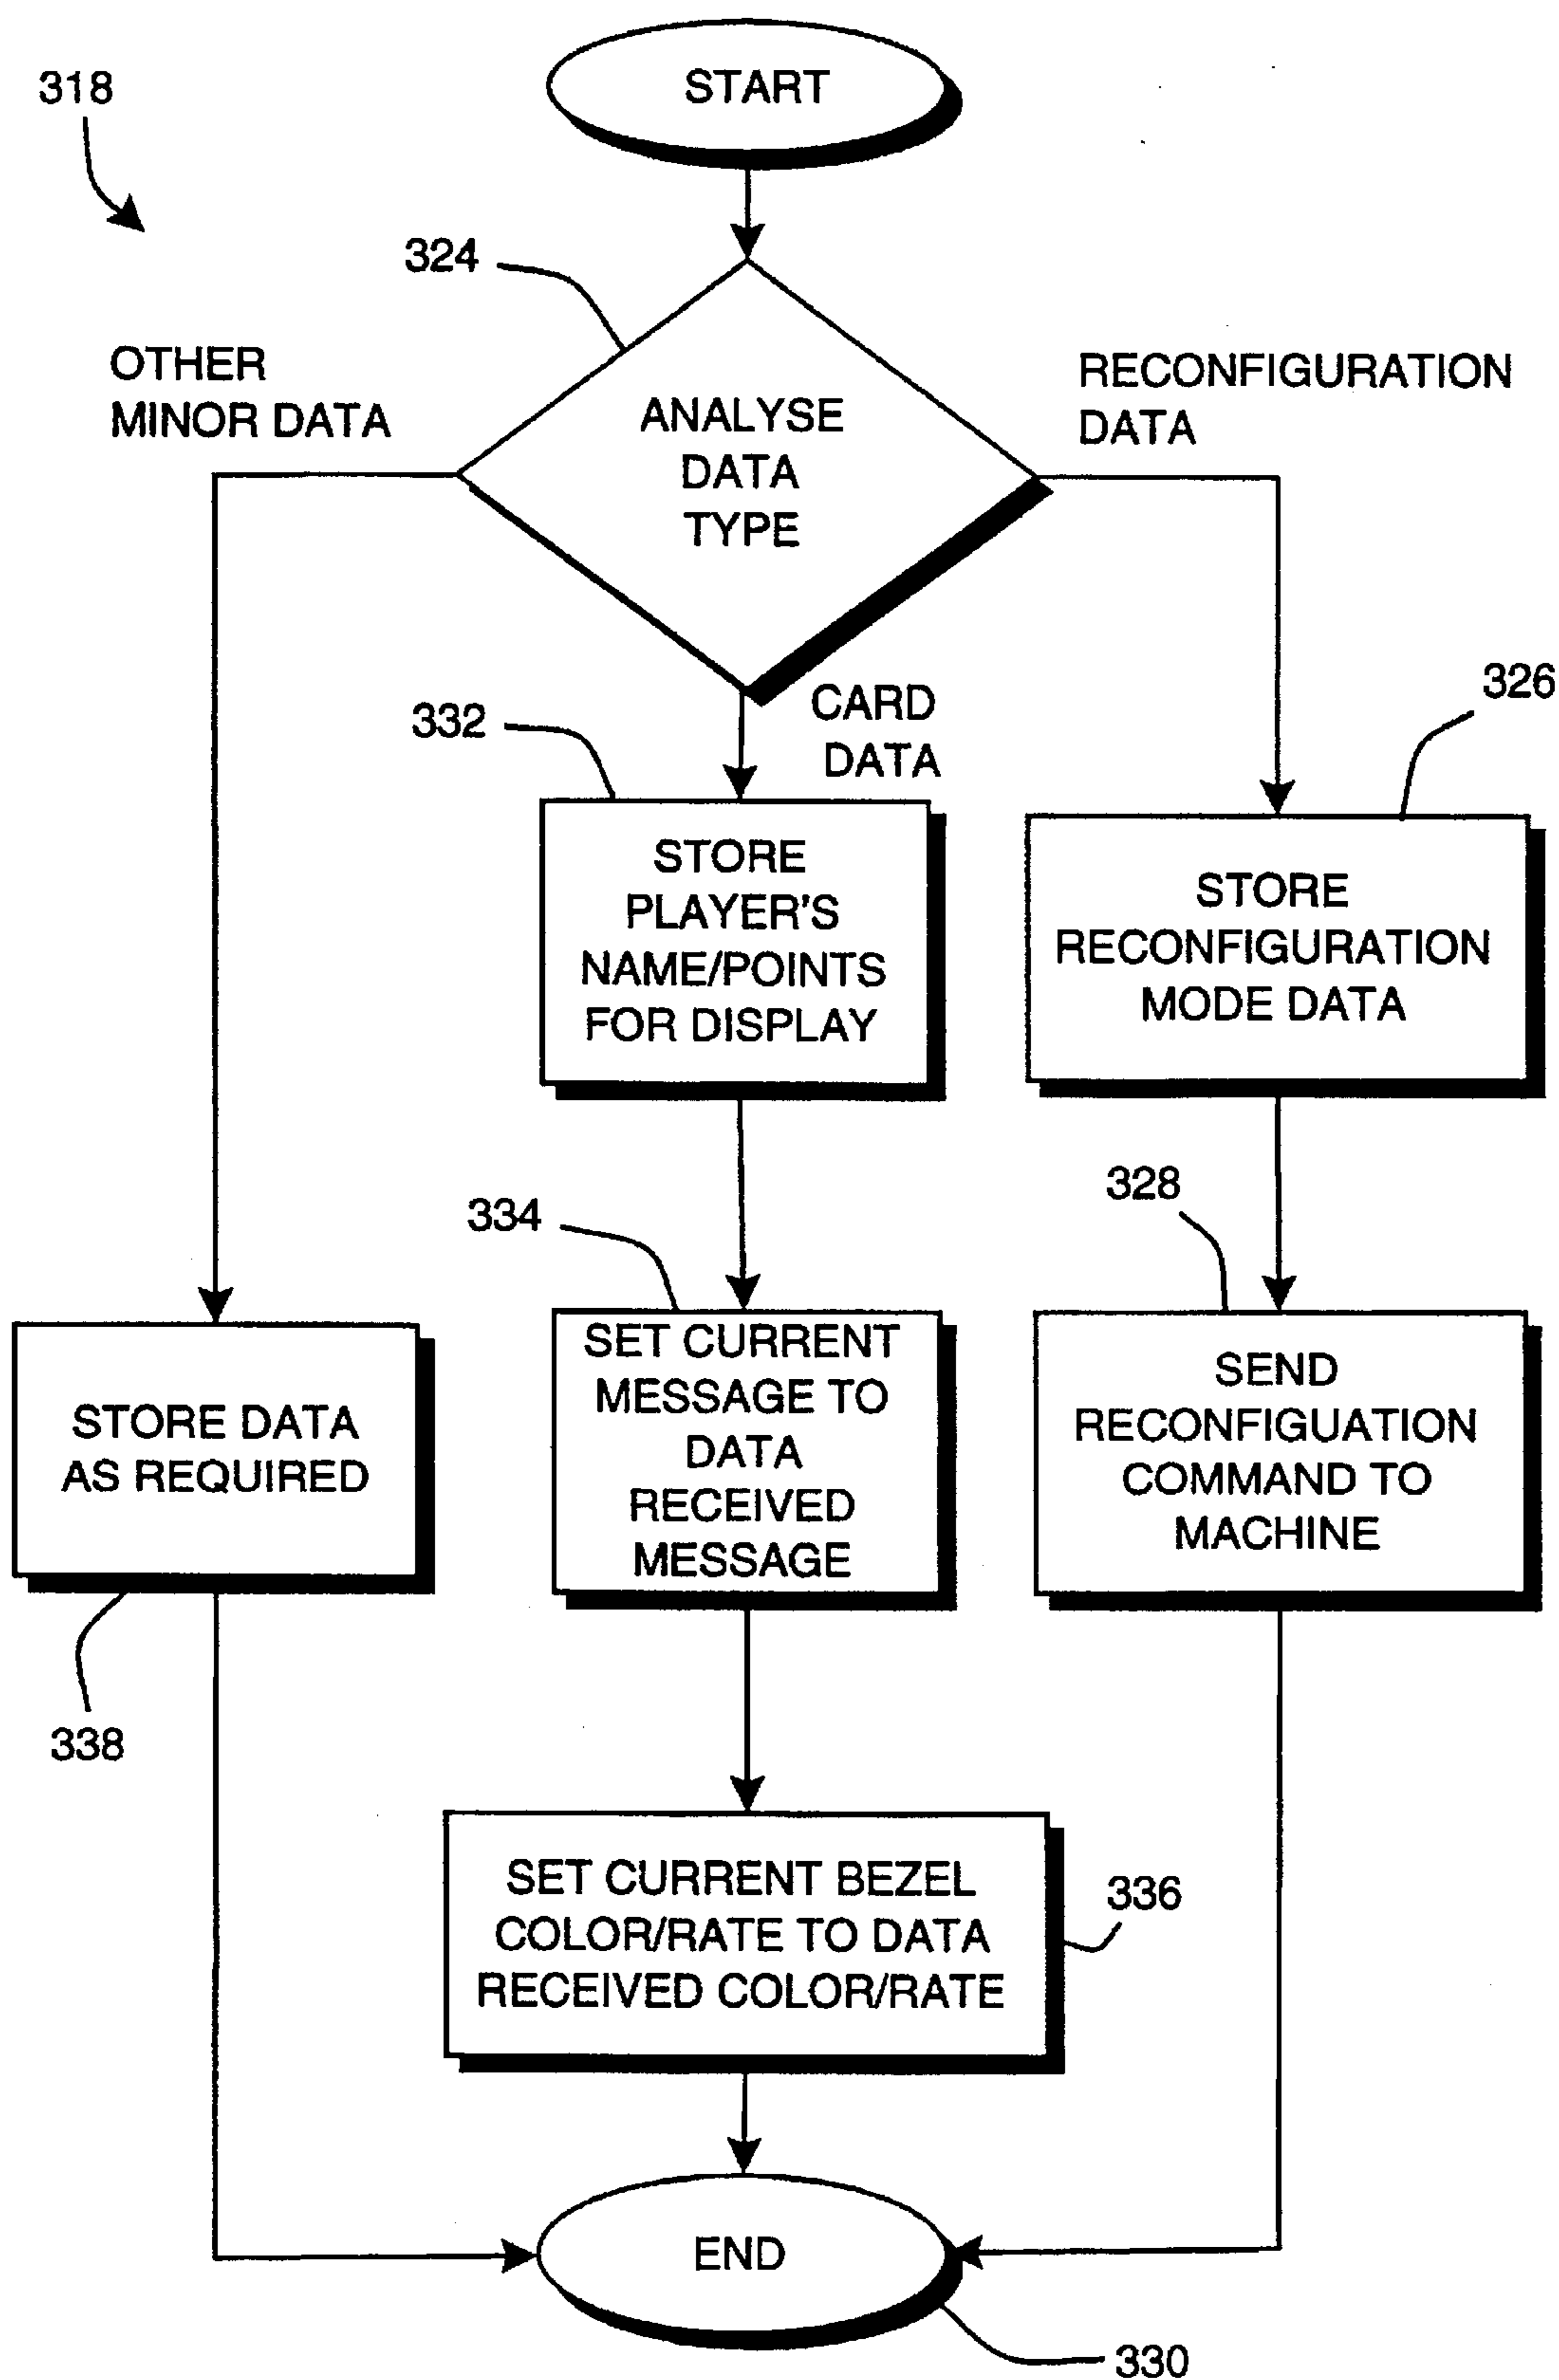 318
START
324
OTHER
MINOR DATA
RECONFIGURATION
DATA
ANALYSE
DATA
TYPE
CARD
DATA
332
326
STORE
PLAYER'S
NAME/POINTS
FOR DISPLAY
STORE
RECONFIGURATION
MODE DATA
334
328
STORE DATA
AS REQUIRED
SET CURRENT
MESSAGE TO
DATA
RECEIVED
MESSAGE
SEND
RECONFIGUATION
COMMAND TO
MACHINE
338
SET CURRENT BEZEL
COLOR/RATE TO DATA
RECEIVED COLOR/RATE
336
END
330